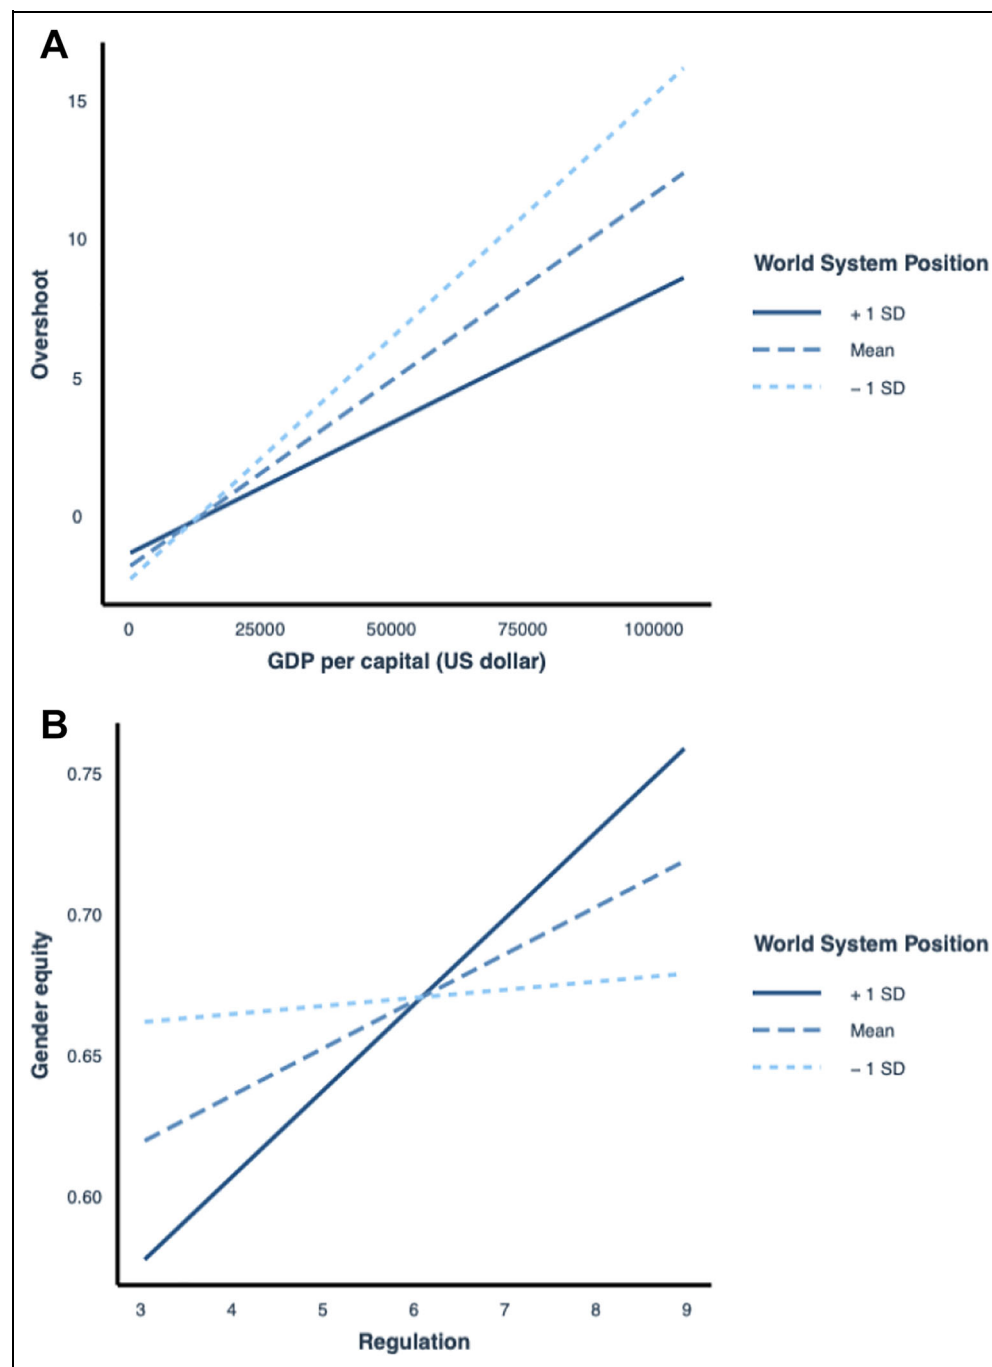 A
15
10
5
0
Overshoot
0 25000 50000 75000 100000
GDP per capital (US dollar)
World System Position
+ 1 SD
Mean
– 1 SD
B
0.75
0.70
0.65
0.60
Gender equity
3 4 5 6 7 8 9
Regulation
World System Position
+ 1 SD
Mean
– 1 SD